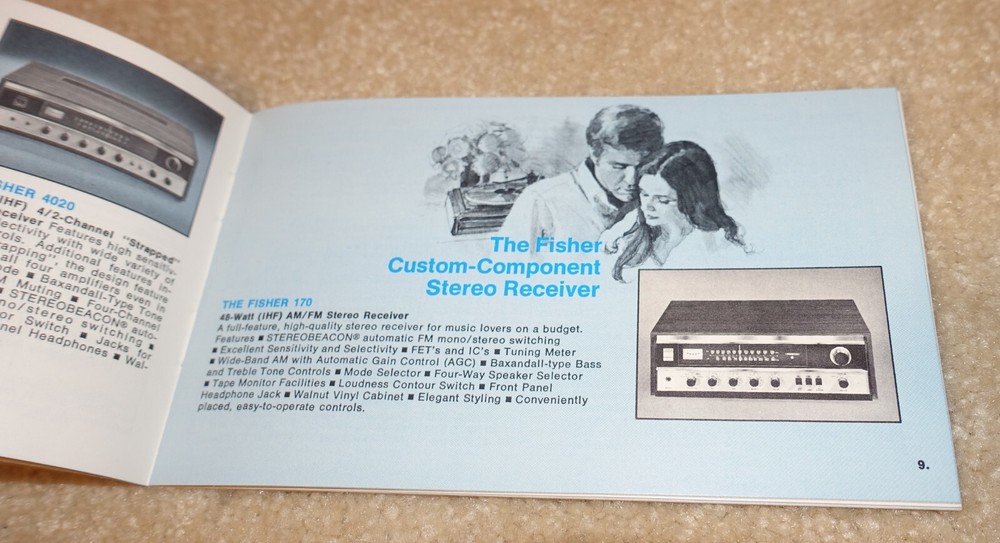 SHER 4020
(IHF) 4/2-Channel "Strapped"
ceiver Features high sensitiv-
lectivity with wide variety of
rols. Additional features in-
rapping", the design feature
all four amplifiers even in
ode ■ Baxandall-Type Tone
M Muting ■ Four-Channel
■ STEREOBEACON® auto-
no/stereo switching ■
or Switch ■ Jacks for
nel Headphones ■ Wal-
The Fisher
Custom-Component
Stereo Receiver
THE FISHER 170
48-Watt (IHF) AM/FM Stereo Receiver
A full-feature, high-quality stereo receiver for music lovers on a budget.
Features ■ STEREOBEACON® automatic FM mono/stereo switching
■ Excellent Sensitivity and Selectivity ■ FET's and IC's ■ Tuning Meter
■ Wide-Band AM with Automatic Gain Control (AGC) ■ Baxandall-type Bass
and Treble Tone Controls ■ Mode Selector ■ Four-Way Speaker Selector
■ Tape Monitor Facilities ■ Loudness Contour Switch ■ Front Panel
Headphone Jack ■ Walnut Vinyl Cabinet ■ Elegant Styling ■ Conveniently
placed, easy-to-operate controls.
9.